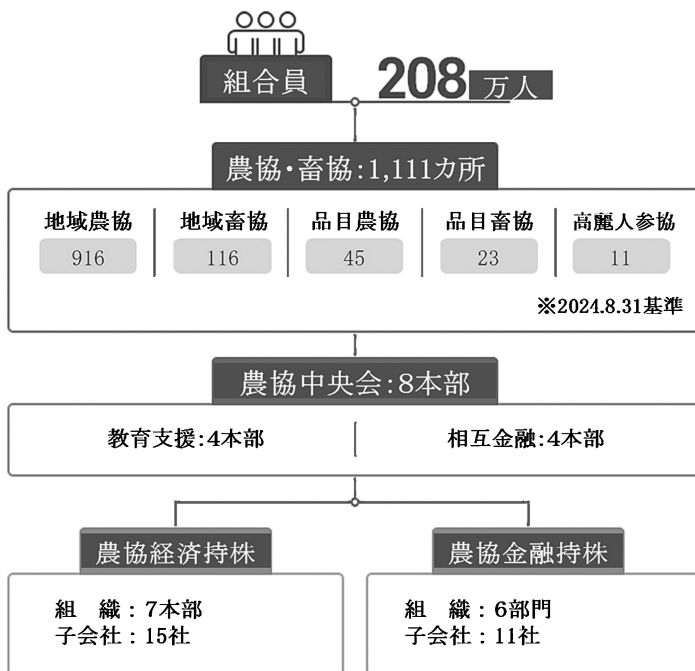 組合員 208 万人
農協・畜協:1,111カ所
地域農協 地域畜協 品目農協 品目畜協 高麗人参協
916 116 45 23 11
※2024.8.31基準
農協中央会:8本部
教育支援:4本部 相互金融:4本部
農協経済持株 農協金融持株
組　織：7本部 組　織：6部門
子会社：15社 子会社：11社